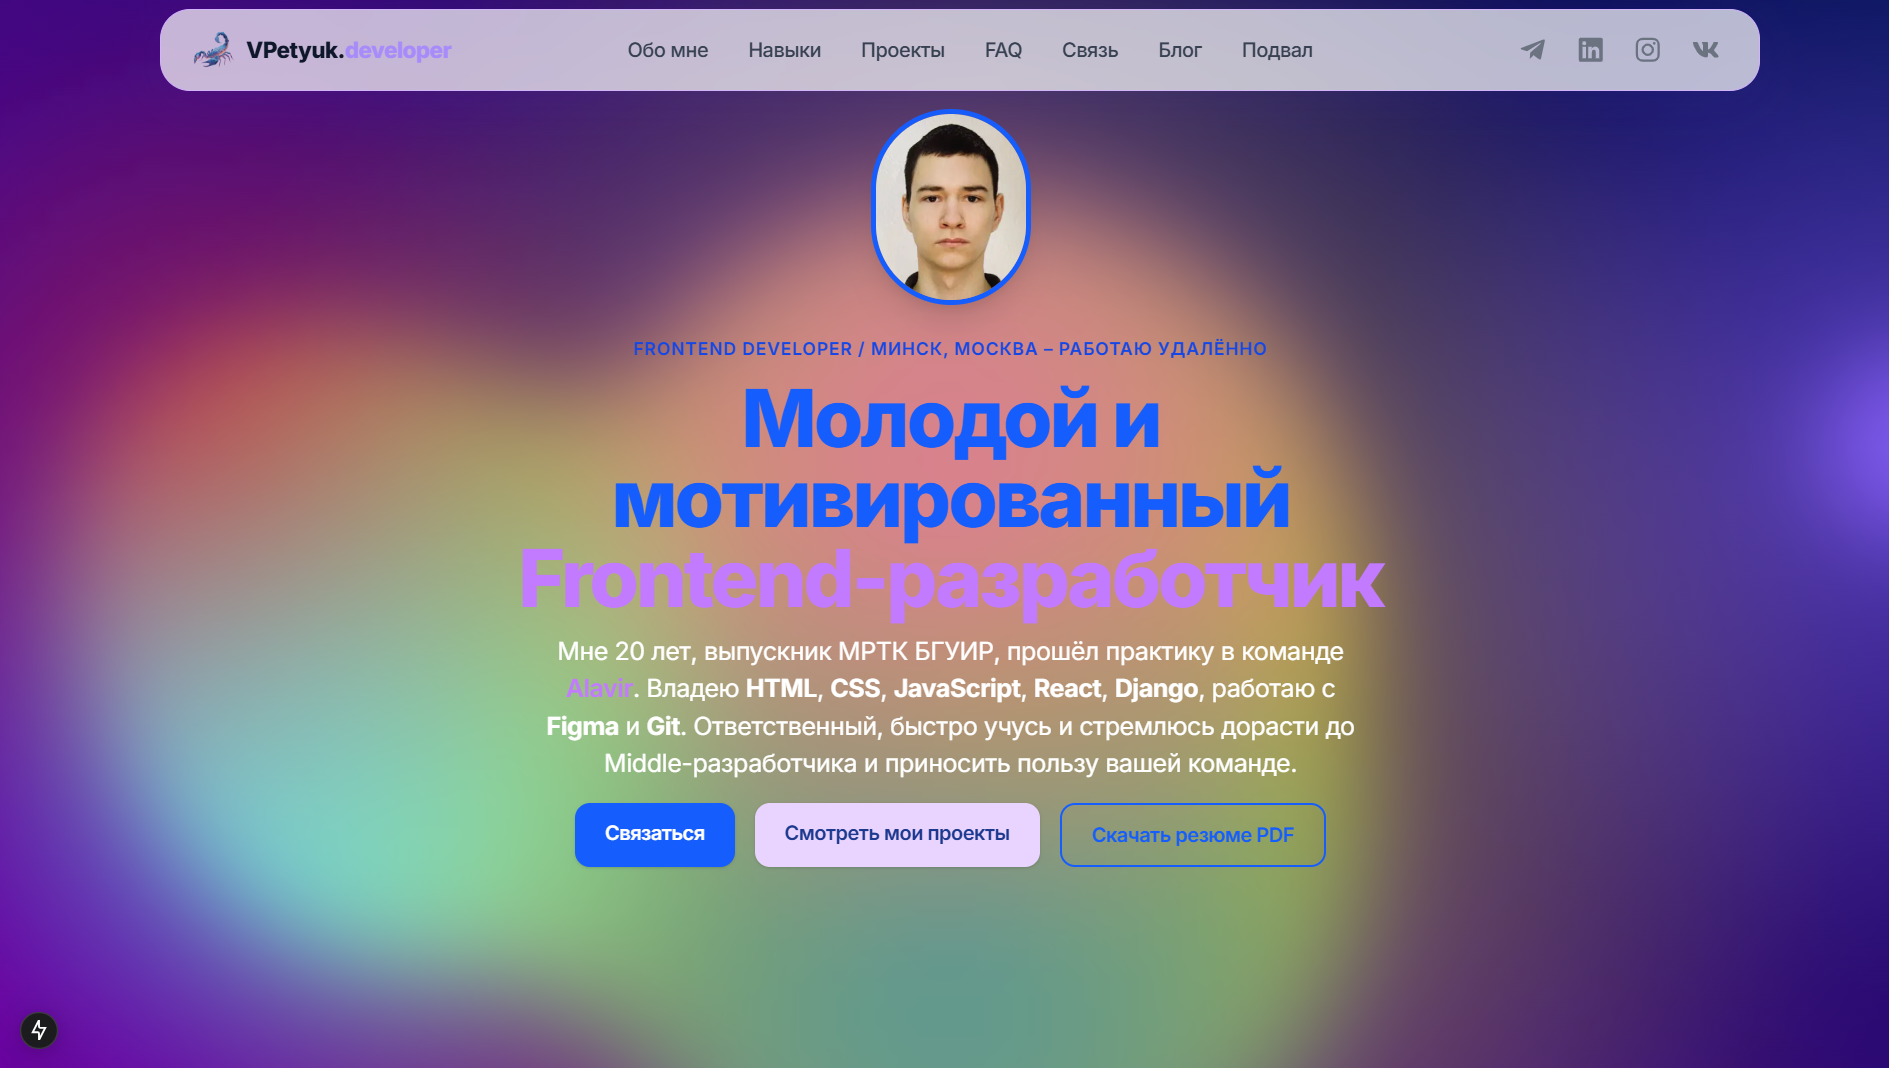 VPetyuk.developer
Обо мне Навыки Проекты FAQ Связь Блог Подвал
FRONTEND DEVELOPER / МИНСК, МОСКВА – РАБОТАЮ УДАЛЁННО
Молодой и
мотивированный
Frontend-разработчик
Мне 20 лет, выпускник МРТК БГУИР, прошёл практику в команде
Alavir. Владею HTML, CSS, JavaScript, React, Django, работаю с
Figma и Git. Ответственный, быстро учусь и стремлюсь дорасти до
Middle-разработчика и приносить пользу вашей команде.
Связаться Смотреть мои проекты Скачать резюме PDF